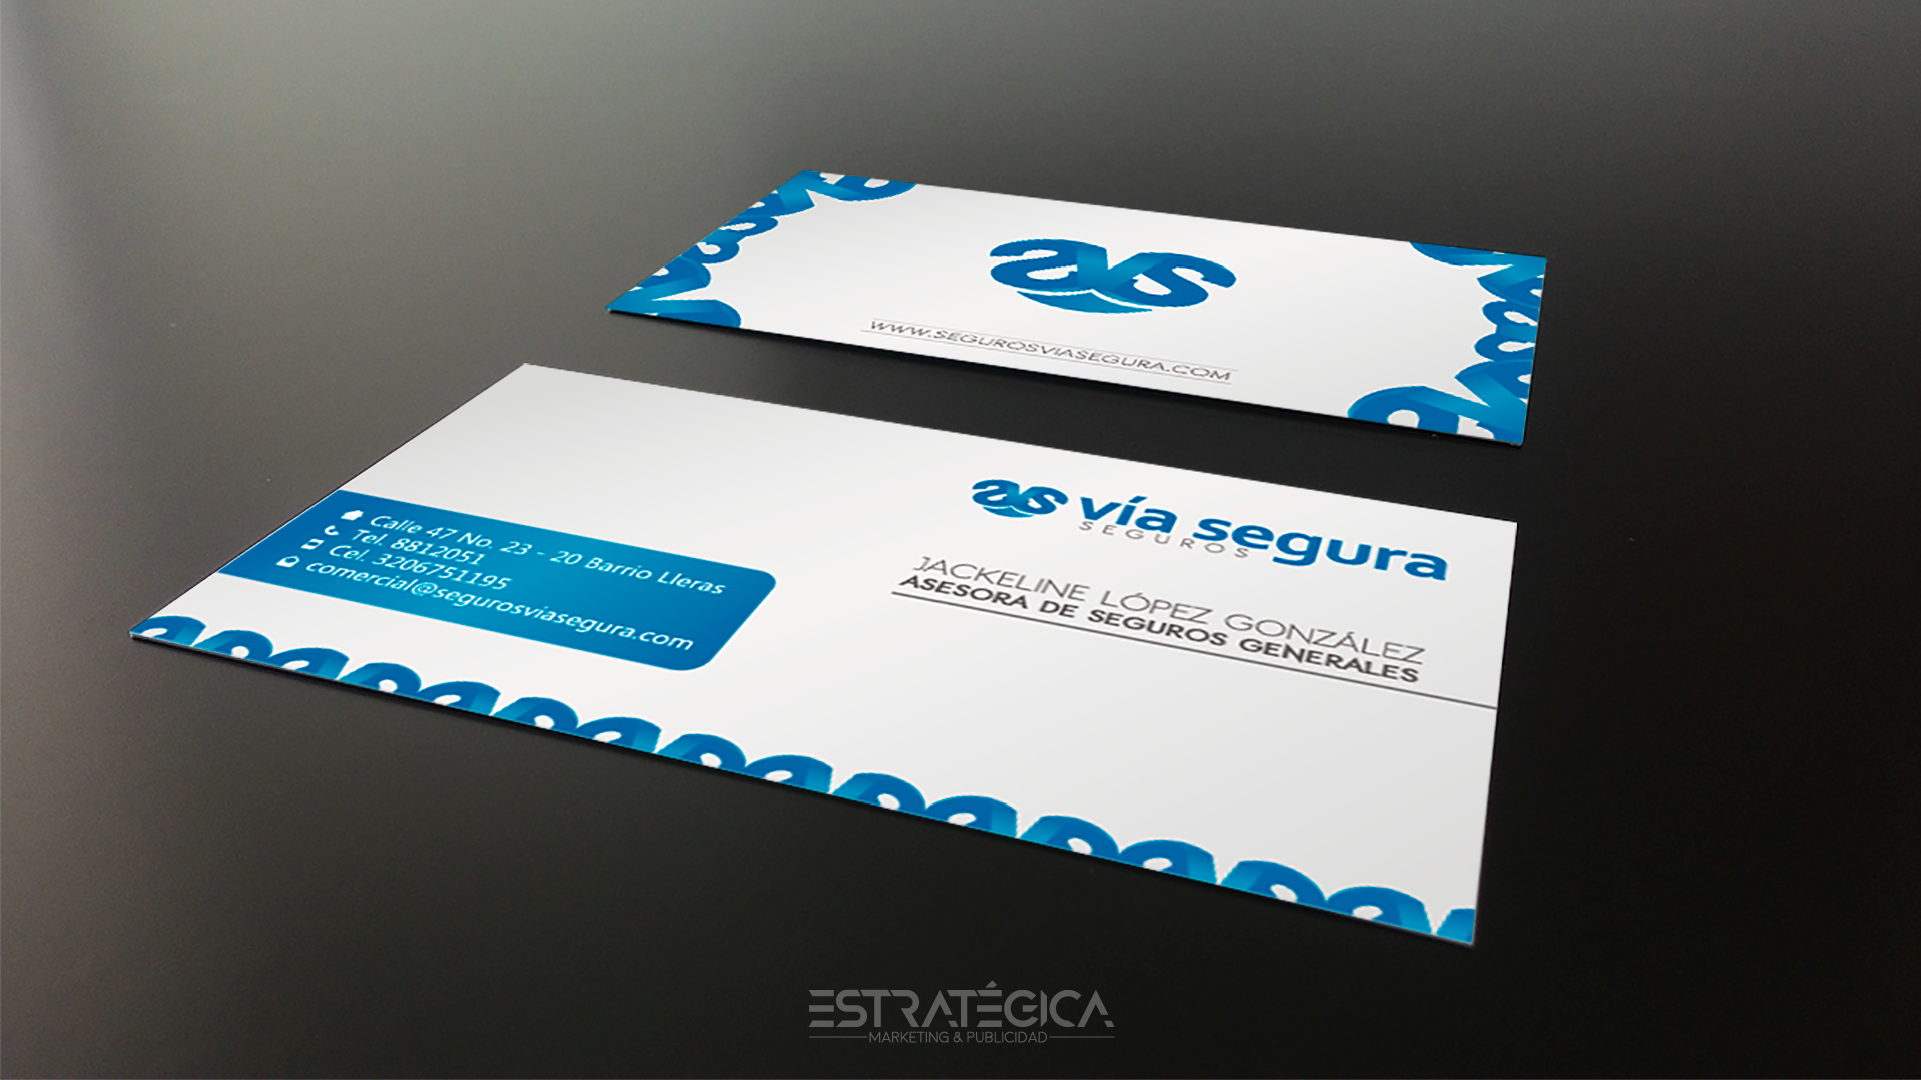 WWW.SEGUROSVIASEGURA.COM
vía segura
SEGUROS
JACKELINE LÓPEZ GONZÁLEZ
ASESORA DE SEGUROS GENERALES
Calle 47 No. 23 - 20 Barrio Lleras
Tel. 8812051
Cel. 3206751195
comercial@segurosviasegura.com
ESTRATÉGICA
MARKETING & PUBLICIDAD